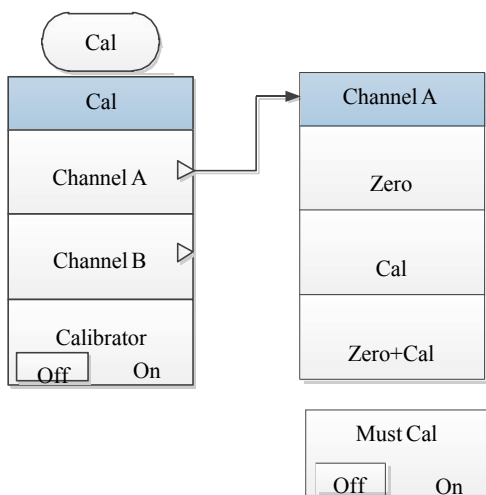 Cal
Cal
Channel A
Channel B
Calibrator
Off On
Channel A
Zero
Cal
Zero+Cal
Must Cal
Off On